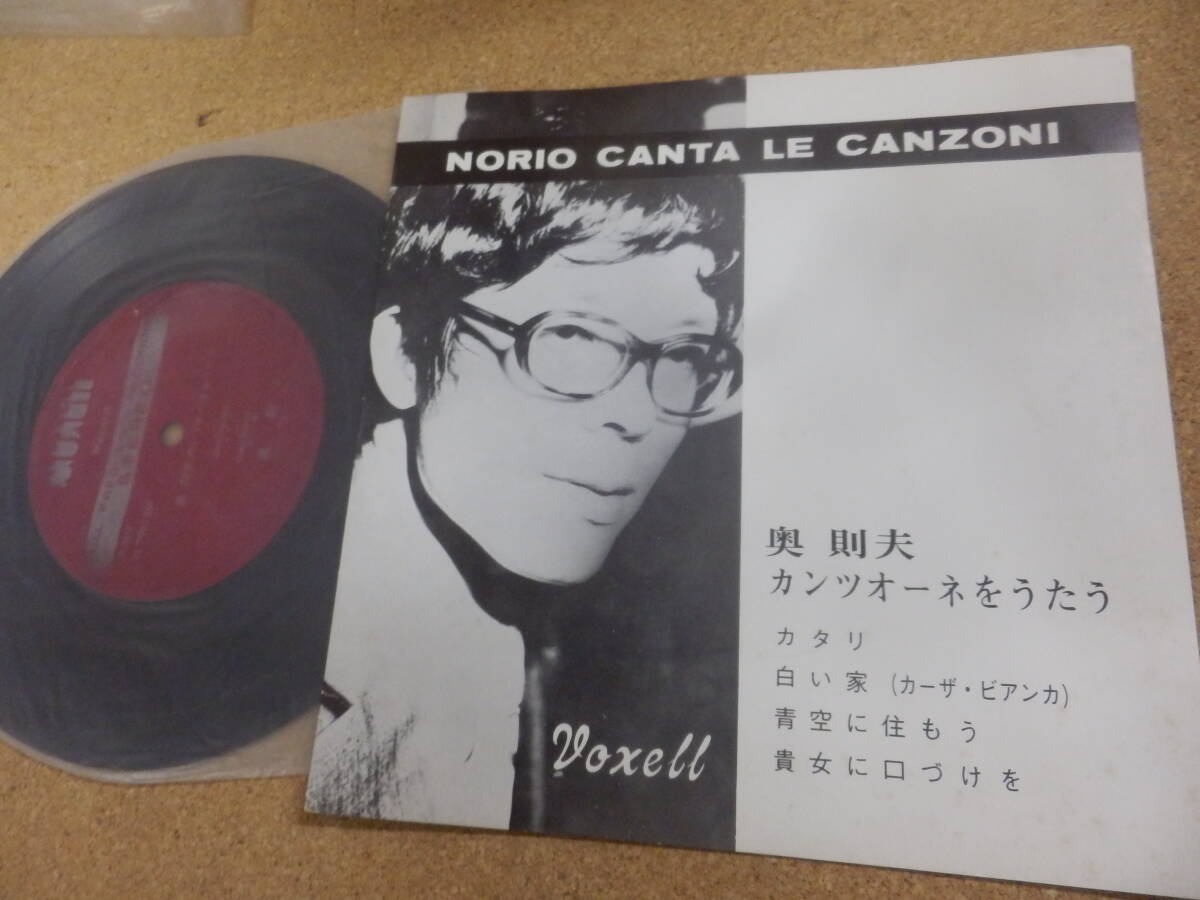 NORIO CANTA LE CANZONI
奥 則夫
カンツオーネをうたう
カタリ
白い家 (カーザ・ビアンカ)
青空に住もう
貴女に口づけを
Voxell